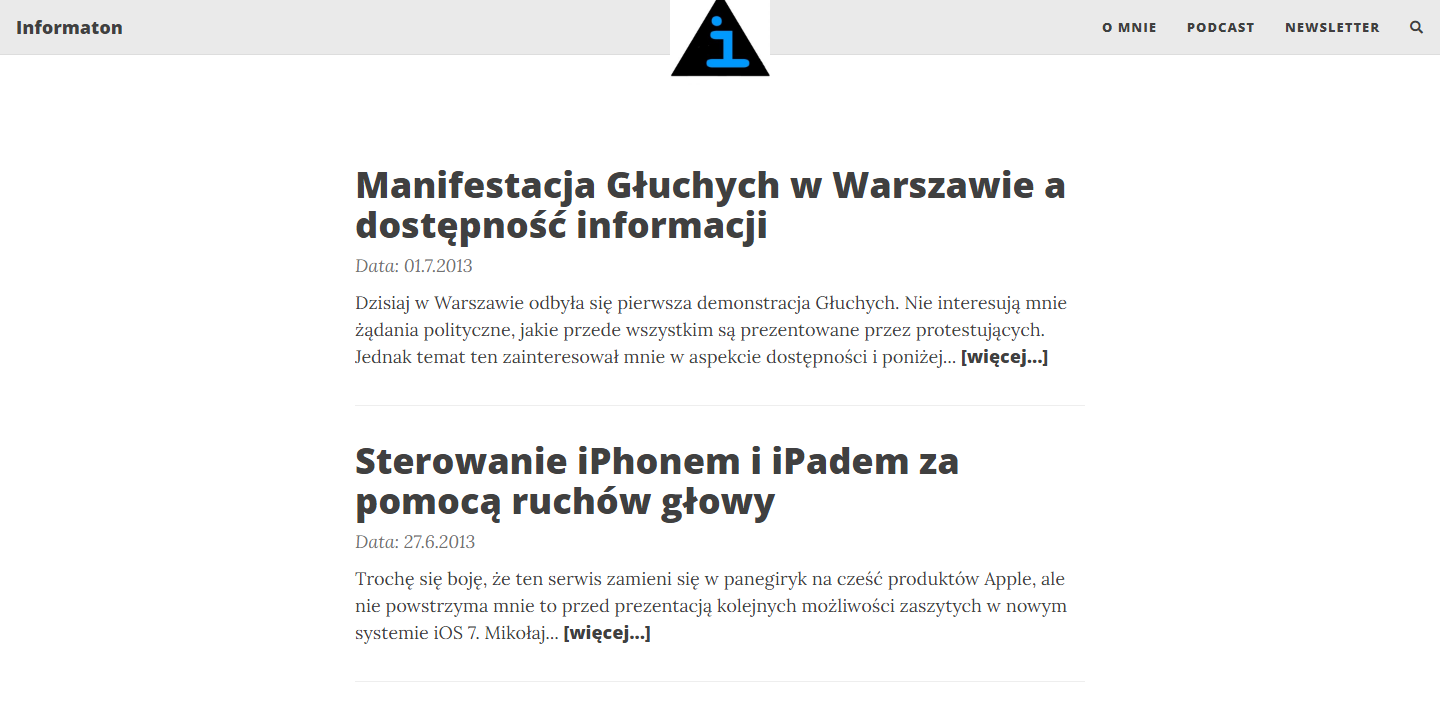 Informaton
i
O MNIE
PODCAST
NEWSLETTER
Manifestacja Głuchych w Warszawie a
dostępność informacji
Data: 01.7.2013
Dzisiaj w Warszawie odbyła się pierwsza demonstracja Głuchych. Nie interesują mnie
żądania polityczne, jakie przede wszystkim są prezentowane przez protestujących.
Jednak temat ten zainteresował mnie w aspekcie dostępności i poniżej... [więcej...]
Sterowanie iPhonem i iPadem za
pomocą ruchów głowy
Data: 27.6.2013
Trochę się boję, że ten serwis zamieni się w panegiryk na cześć produktów Apple, ale
nie powstrzyma mnie to przed prezentacją kolejnych możliwości zaszytych w nowym
systemie iOS 7. Mikołaj... [więcej...]